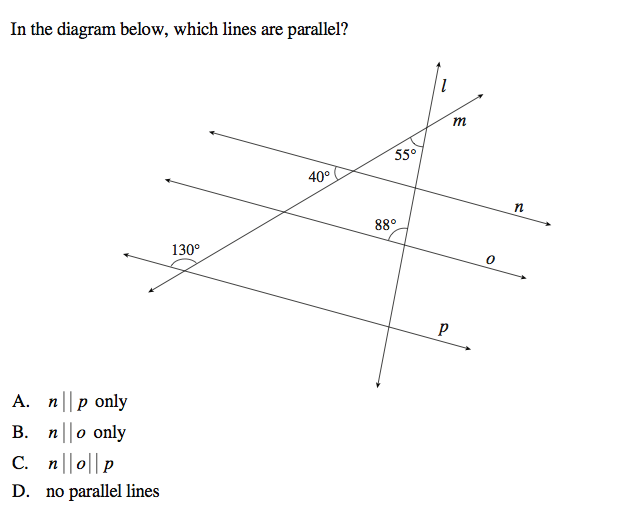 In the diagram below, which lines are parallel?
l
m
55°
40°
n
88°
130°
o
p
A. n||p only
B. n||o only
C. n||o||p
D. no parallel lines